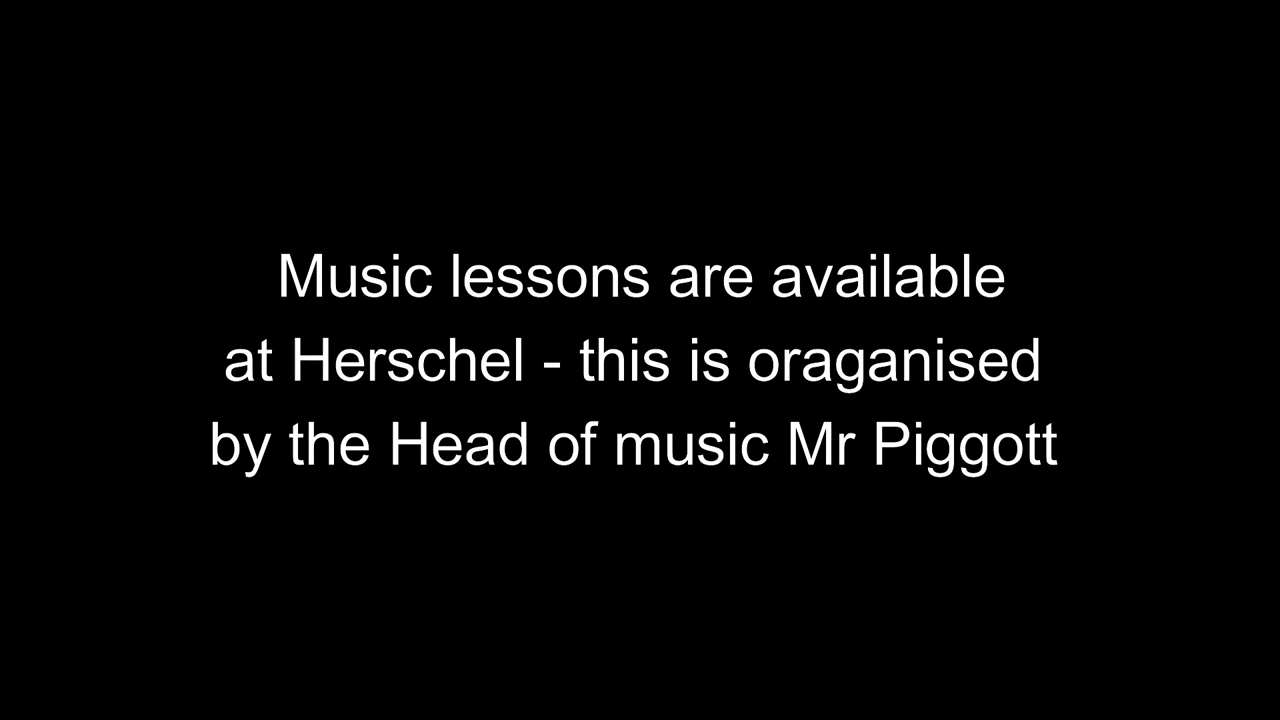 Music lessons are available
at Herschel - this is oraganised
by the Head of music Mr Piggott